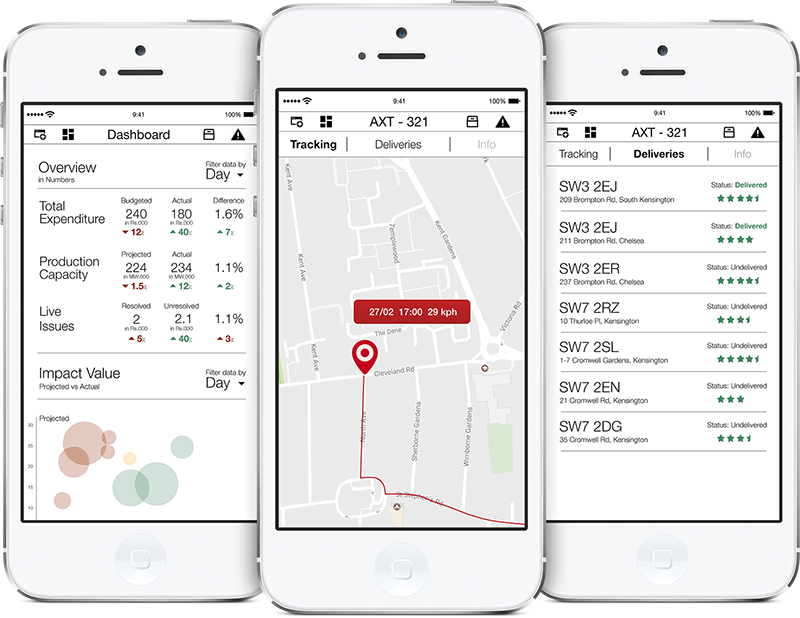 9:41
100%
Dashboard
Overview
in Numbers
Filter data by
Day
Total
Expenditure
Budgeted
Actual
Difference
240
180
1.6%
in Rs.000
in Rs.000
12%
40%
7%
Production
Capacity
Projected
Actual
224
234
1.1%
in MW.000
in MW.000
1.5%
12%
2%
Live
Issues
Resolved
Unresolved
2
2.1
1.1%
in Rs.000
in Rs.000
5%
40%
3%
Impact Value
Projected vs Actual
Filter data by
Day
Projected
30
25
20
15
10
9:41
100%
AXT - 321
Tracking
Deliveries
Info
Kent Ave
Templewood
Kent Gardens
Kent Ave
Victoria Rd
27/02 17:00 29 kph
The Dene
Kent Ave
Cleveland Rd
North Ave
Sherborne Gardens
Wimborne Gardens
St Stephen's Rd
9:41
100%
AXT - 321
Tracking
Deliveries
Info
SW3 2EJ
Status: Delivered
209 Brompton Rd, South Kensington
SW3 2EJ
Status: Delivered
211 Brompton Rd, Chelsea
SW3 2ER
Status: Undelivered
237 Brompton Rd, Chelsea
SW7 2RZ
Status: Undelivered
10 Thurloe Pl, Kensington
SW7 2SL
Status: Undelivered
1-7 Cromwell Gardens, Kensington
SW7 2EN
Status: Undelivered
21 Cromwell Rd, Kensington
SW7 2DG
Status: Undelivered
35 Cromwell Rd, Kensington